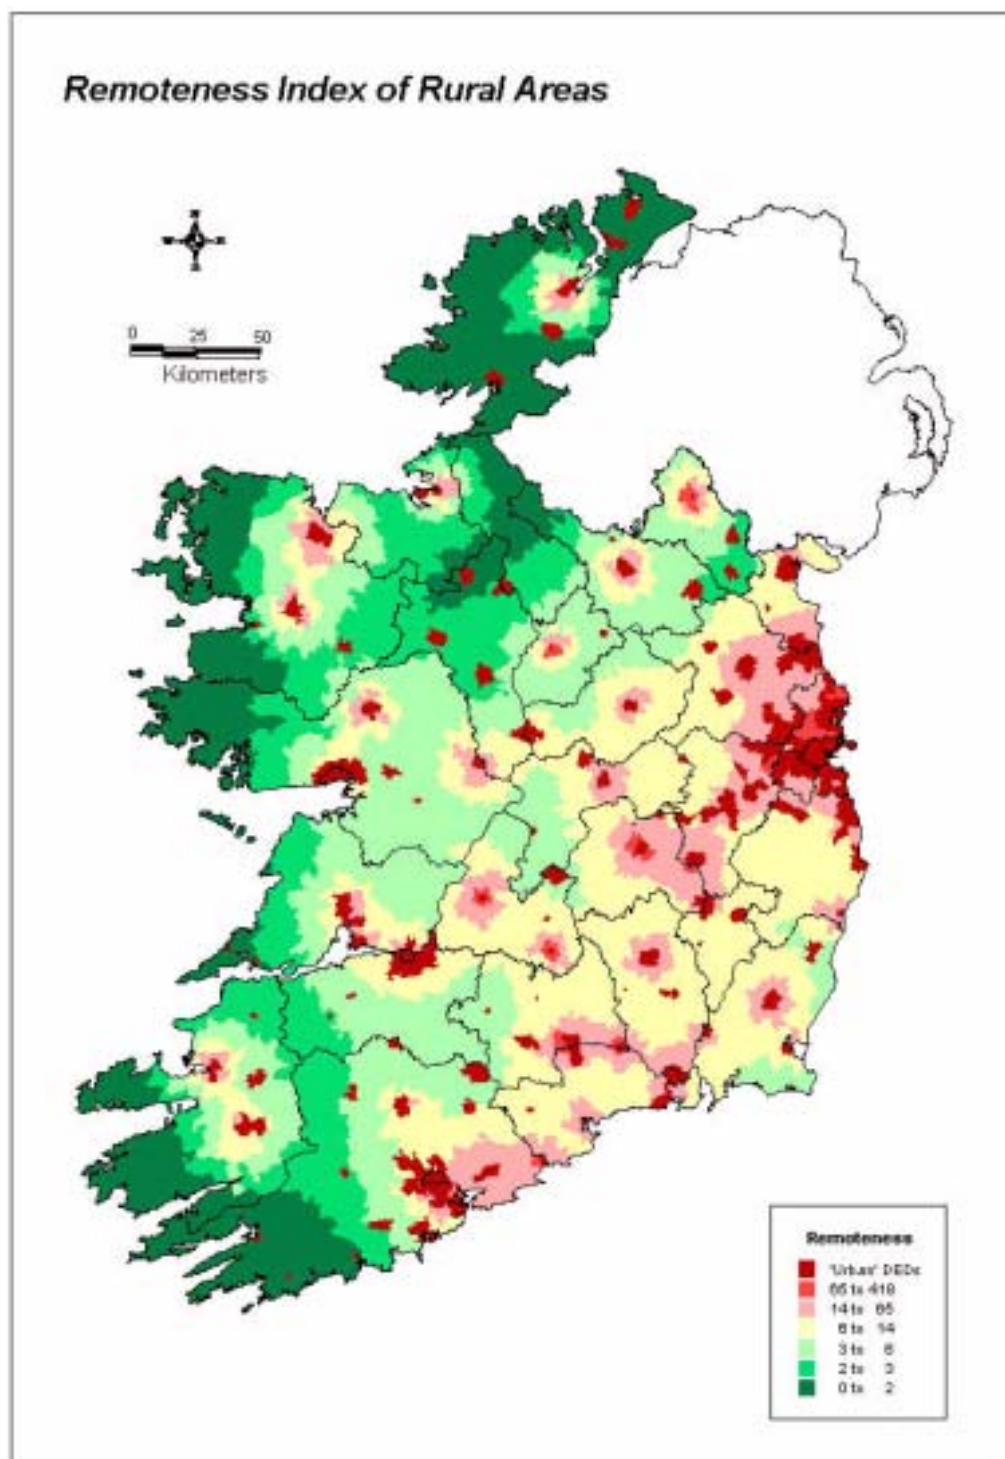 Remoteness Index of Rural Areas
N
W E
S
0 25 50
Kilometers
Remoteness
'Urban' DEDs
65 to 418
14 to 65
6 to 14
3 to 6
2 to 3
0 to 2